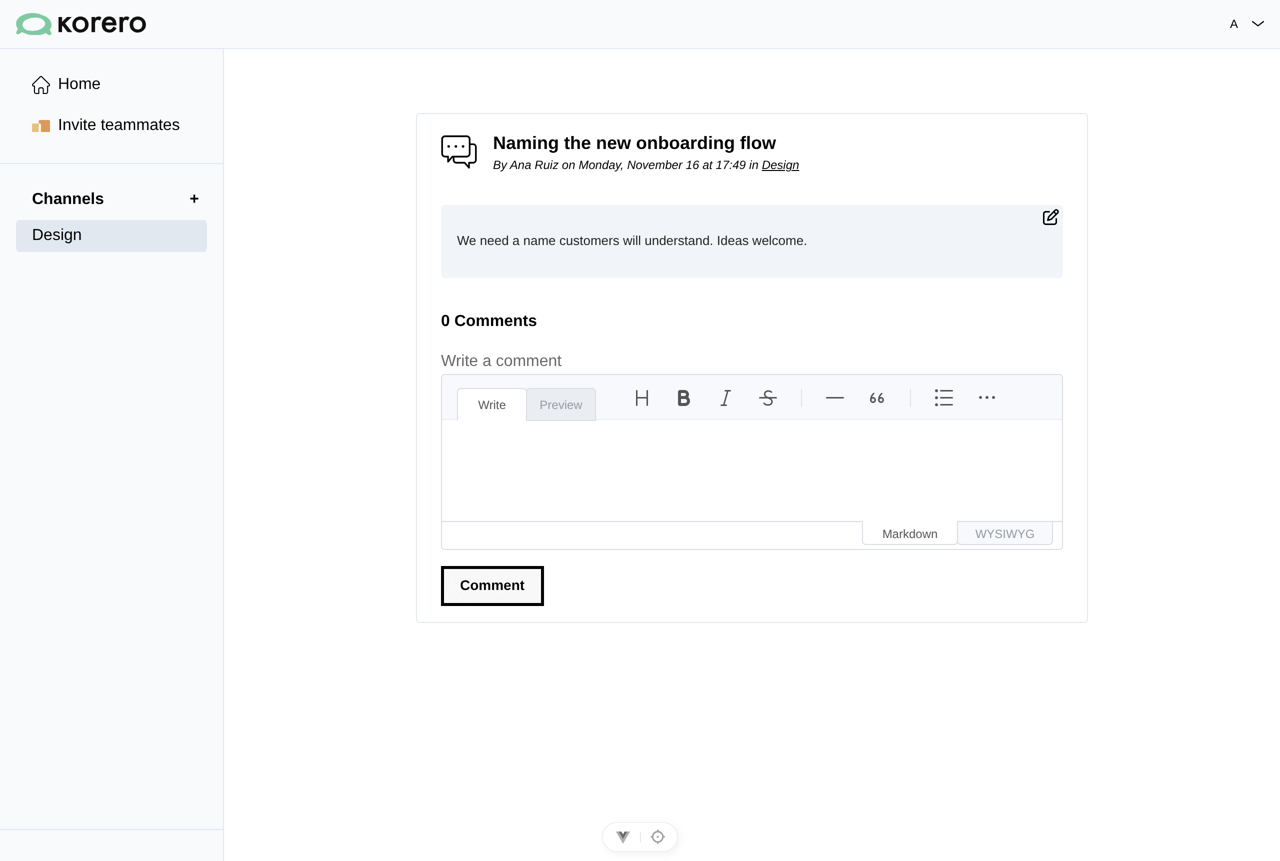 korero
A
Home
Invite teammates
Channels
+
Design
Naming the new onboarding flow
By Ana Ruiz on Monday, November 16 at 17:49 in Design
We need a name customers will understand. Ideas welcome.
0 Comments
Write a comment
Write
Preview
Markdown
WYSIWYG
Comment